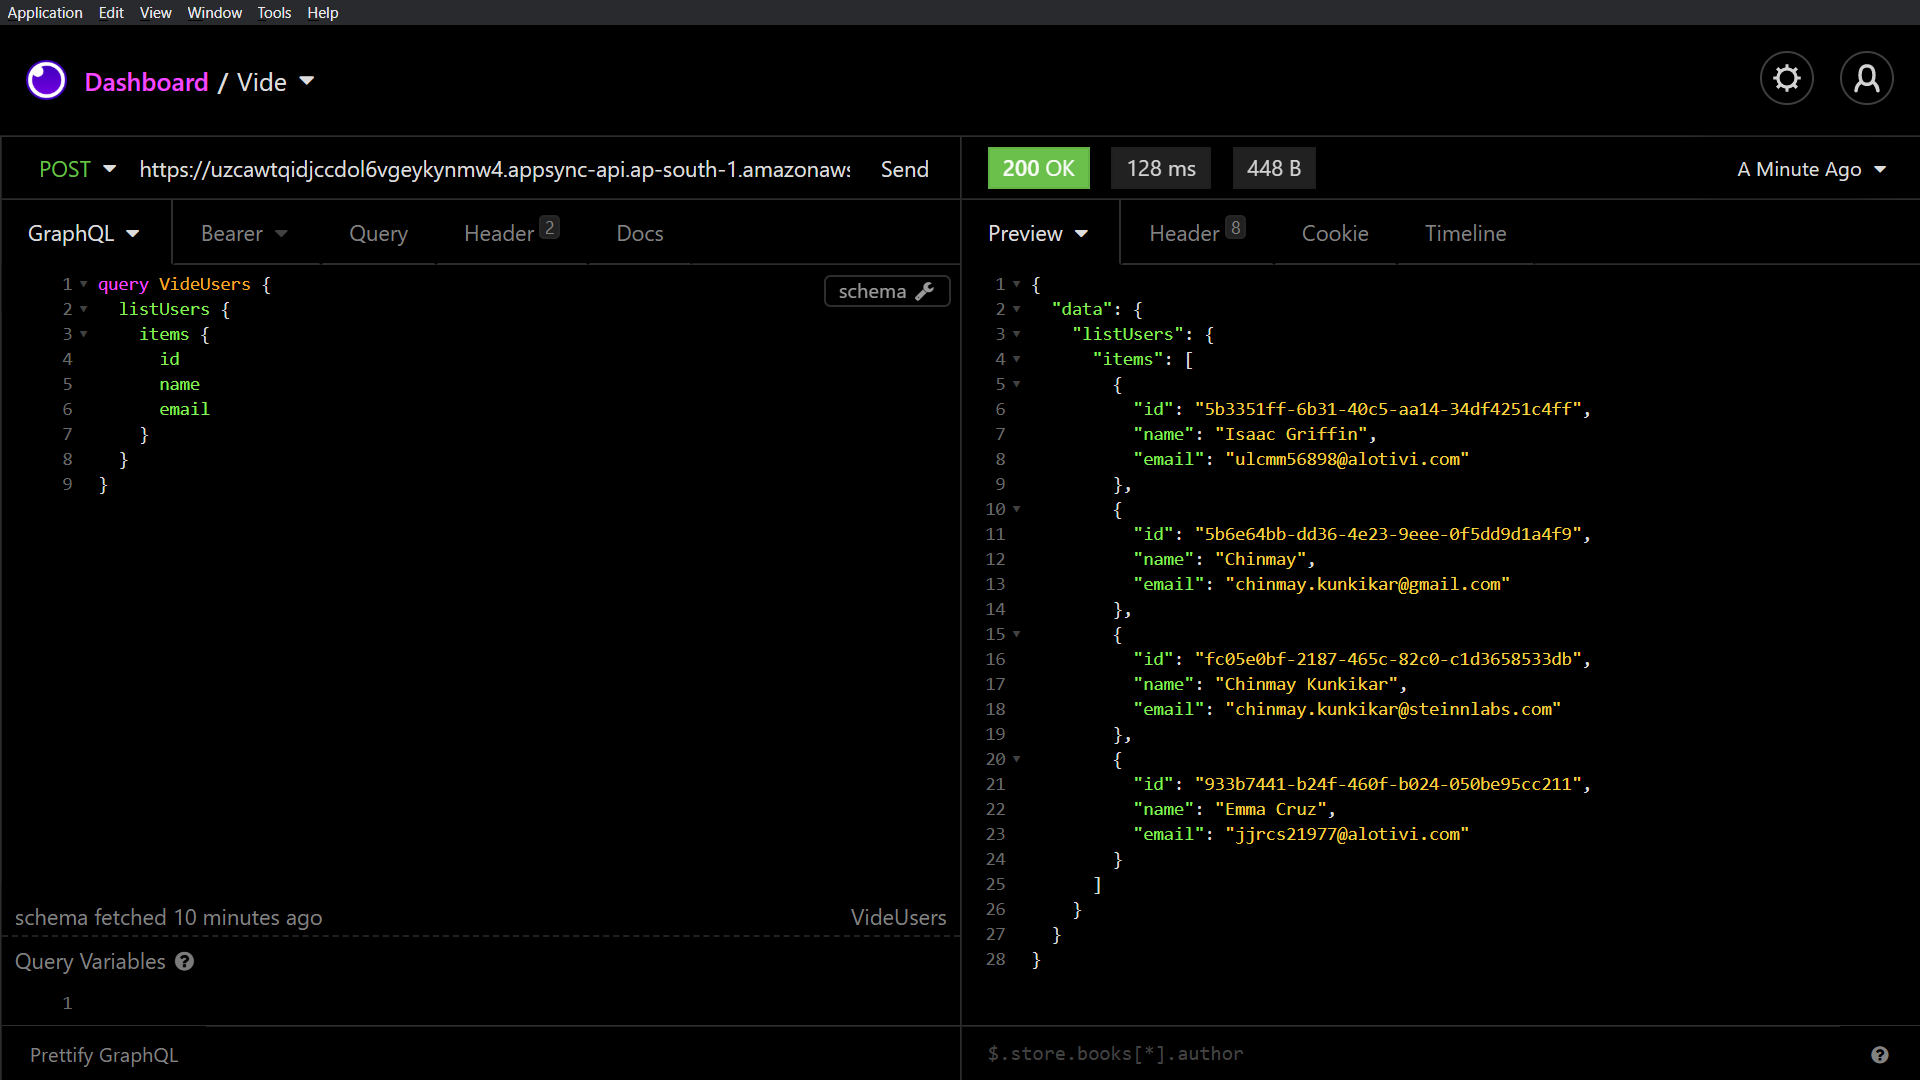 Application Edit View Window Tools Help
Dashboard / Vide
POST https://uzcawtqidjccdol6vgeykynmw4.appsync-api.ap-south-1.amazonaws Send
200 OK 128 ms 448 B A Minute Ago
GraphQL Bearer Query Header 2 Docs
Preview Header 8 Cookie Timeline
schema
1 query VideUsers {
2 listUsers {
3 items {
4 id
5 name
6 email
7 }
8 }
9 }
schema fetched 10 minutes ago VideUsers
Query Variables ?
1
Prettify GraphQL
1 {
2 "data": {
3 "listUsers": {
4 "items": [
5 {
6 "id": "5b3351ff-6b31-40c5-aa14-34df4251c4ff",
7 "name": "Isaac Griffin",
8 "email": "ulcmm56898@alotivi.com"
9 },
10 {
11 "id": "5b6e64bb-dd36-4e23-9eee-0f5dd9d1a4f9",
12 "name": "Chinmay",
13 "email": "chinmay.kunkikar@gmail.com"
14 },
15 {
16 "id": "fc05e0bf-2187-465c-82c0-c1d3658533db",
17 "name": "Chinmay Kunkikar",
18 "email": "chinmay.kunkikar@steinnlabs.com"
19 },
20 {
21 "id": "933b7441-b24f-460f-b024-050be95cc211",
22 "name": "Emma Cruz",
23 "email": "jjrcs21977@alotivi.com"
24 }
25 ]
26 }
27 }
28 }
$.store.books[*].author ?